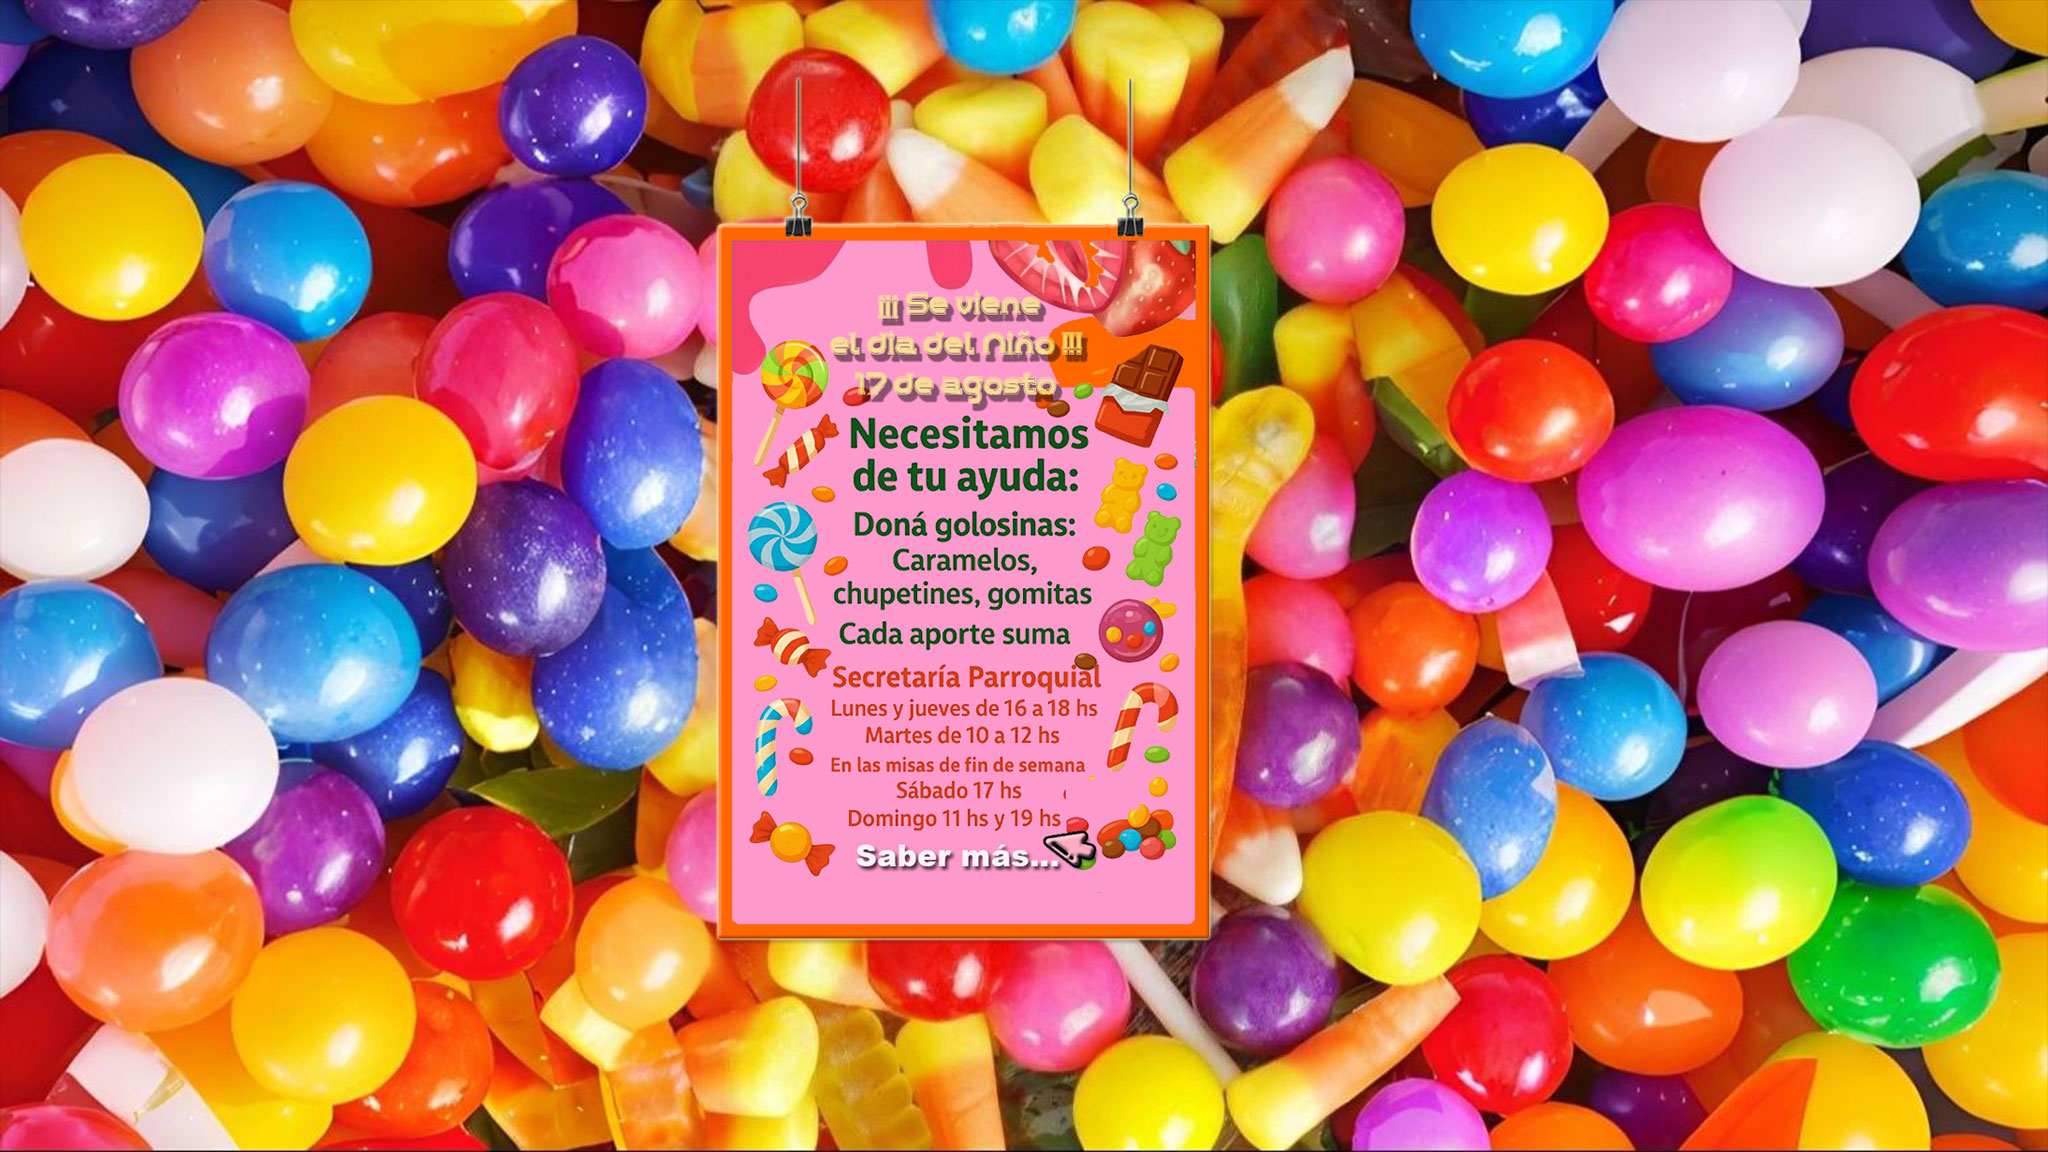 ¡¡¡ Se viene
el dia del Niño !!!
17 de agosto
Necesitamos
de tu ayuda:
Doná golosinas:
Caramelos,
chupetines, gomitas
Cada aporte suma
Secretaría Parroquial
Lunes y jueves de 16 a 18 hs
Martes de 10 a 12 hs
En las misas de fin de semana
Sábado 17 hs
Domingo 11 hs y 19 hs
Saber más...